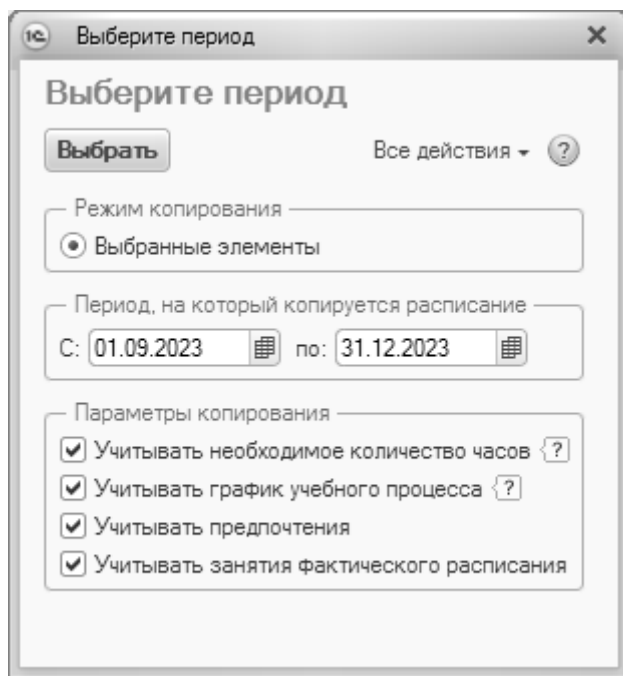 1С Выберите период
Выберите период
Выбрать Все действия ?
Режим копирования
Выбранные элементы
Период, на который копируется расписание
С: 01.09.2023 по: 31.12.2023
Параметры копирования
Учитывать необходимое количество часов ?
Учитывать график учебного процесса ?
Учитывать предпочтения
Учитывать занятия фактического расписания